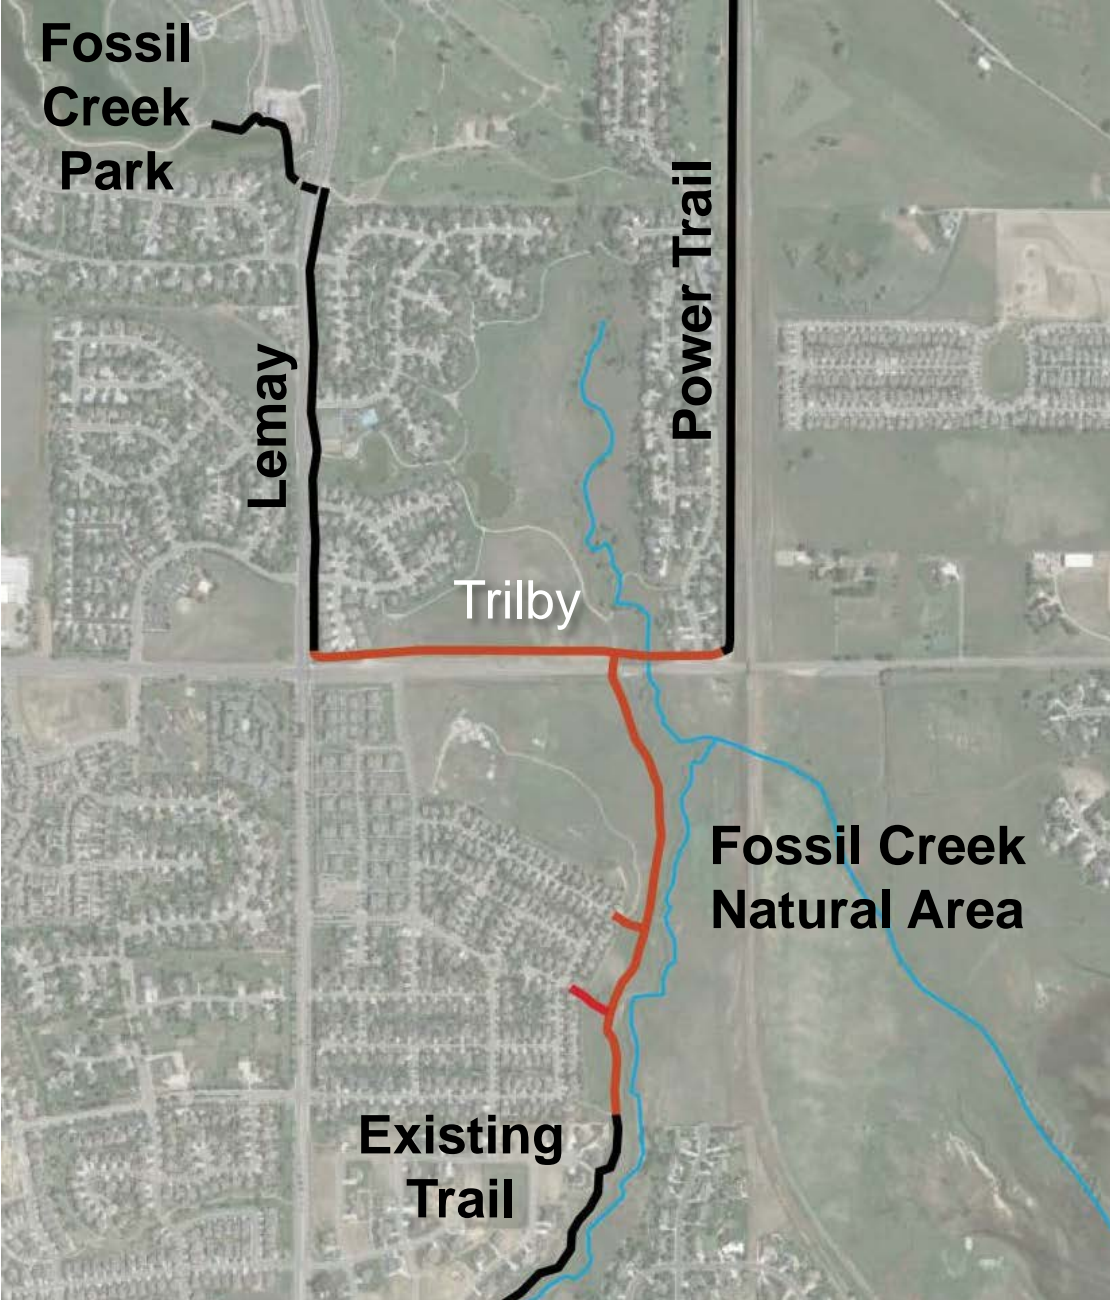 Fossil
Creek
Park
Power Trail
Lemay
Trilby
Fossil Creek
Natural Area
Existing
Trail